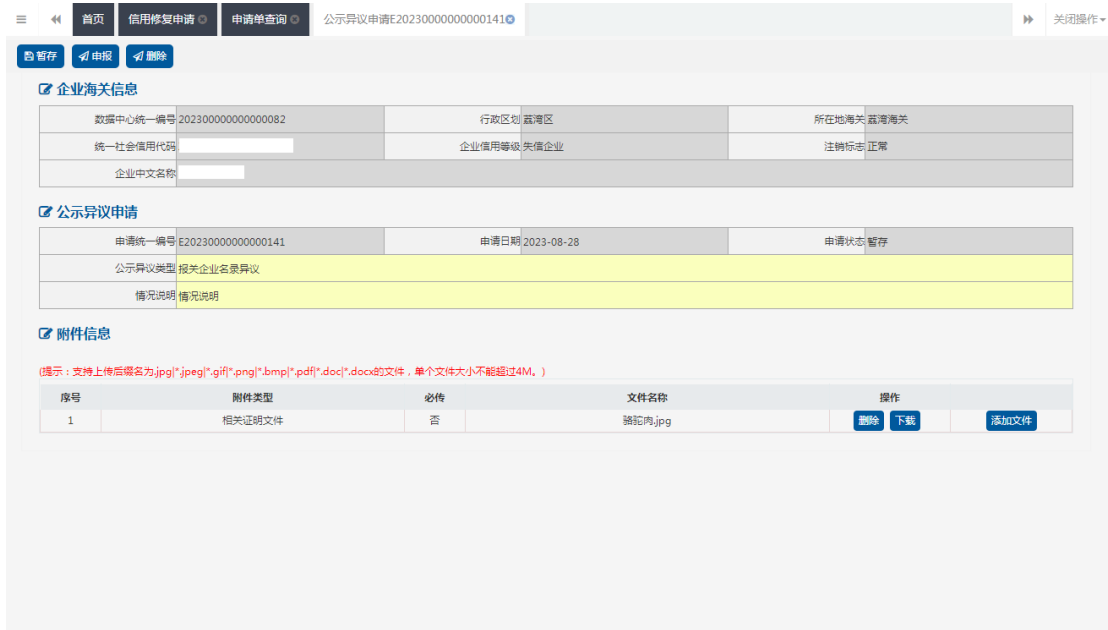 首页 信用修复申请 申请单查询 公示异议申请E20230000000000141 关闭操作
暂存 申报 删除
企业海关信息
数据中心统一编号 202300000000000082 行政区划 荔湾区 所在地海关 荔湾海关
统一社会信用代码 企业信用等级 失信企业 注销标志 正常
企业中文名称
公示异议申请
申请统一编号 E20230000000000141 申请日期 2023-08-28 申请状态 暂存
公示异议类型 报关企业名录异议
情况说明 情况说明
附件信息
(提示：支持上传后缀名为.jpg|*.jpeg|*.gif|*.png|*.bmp|*.pdf|*.doc|*.docx的文件，单个文件大小不能超过4M。)
序号 附件类型 必传 文件名称 操作
1 相关证明文件 否 骆驼肉.jpg 删除 下载 添加文件